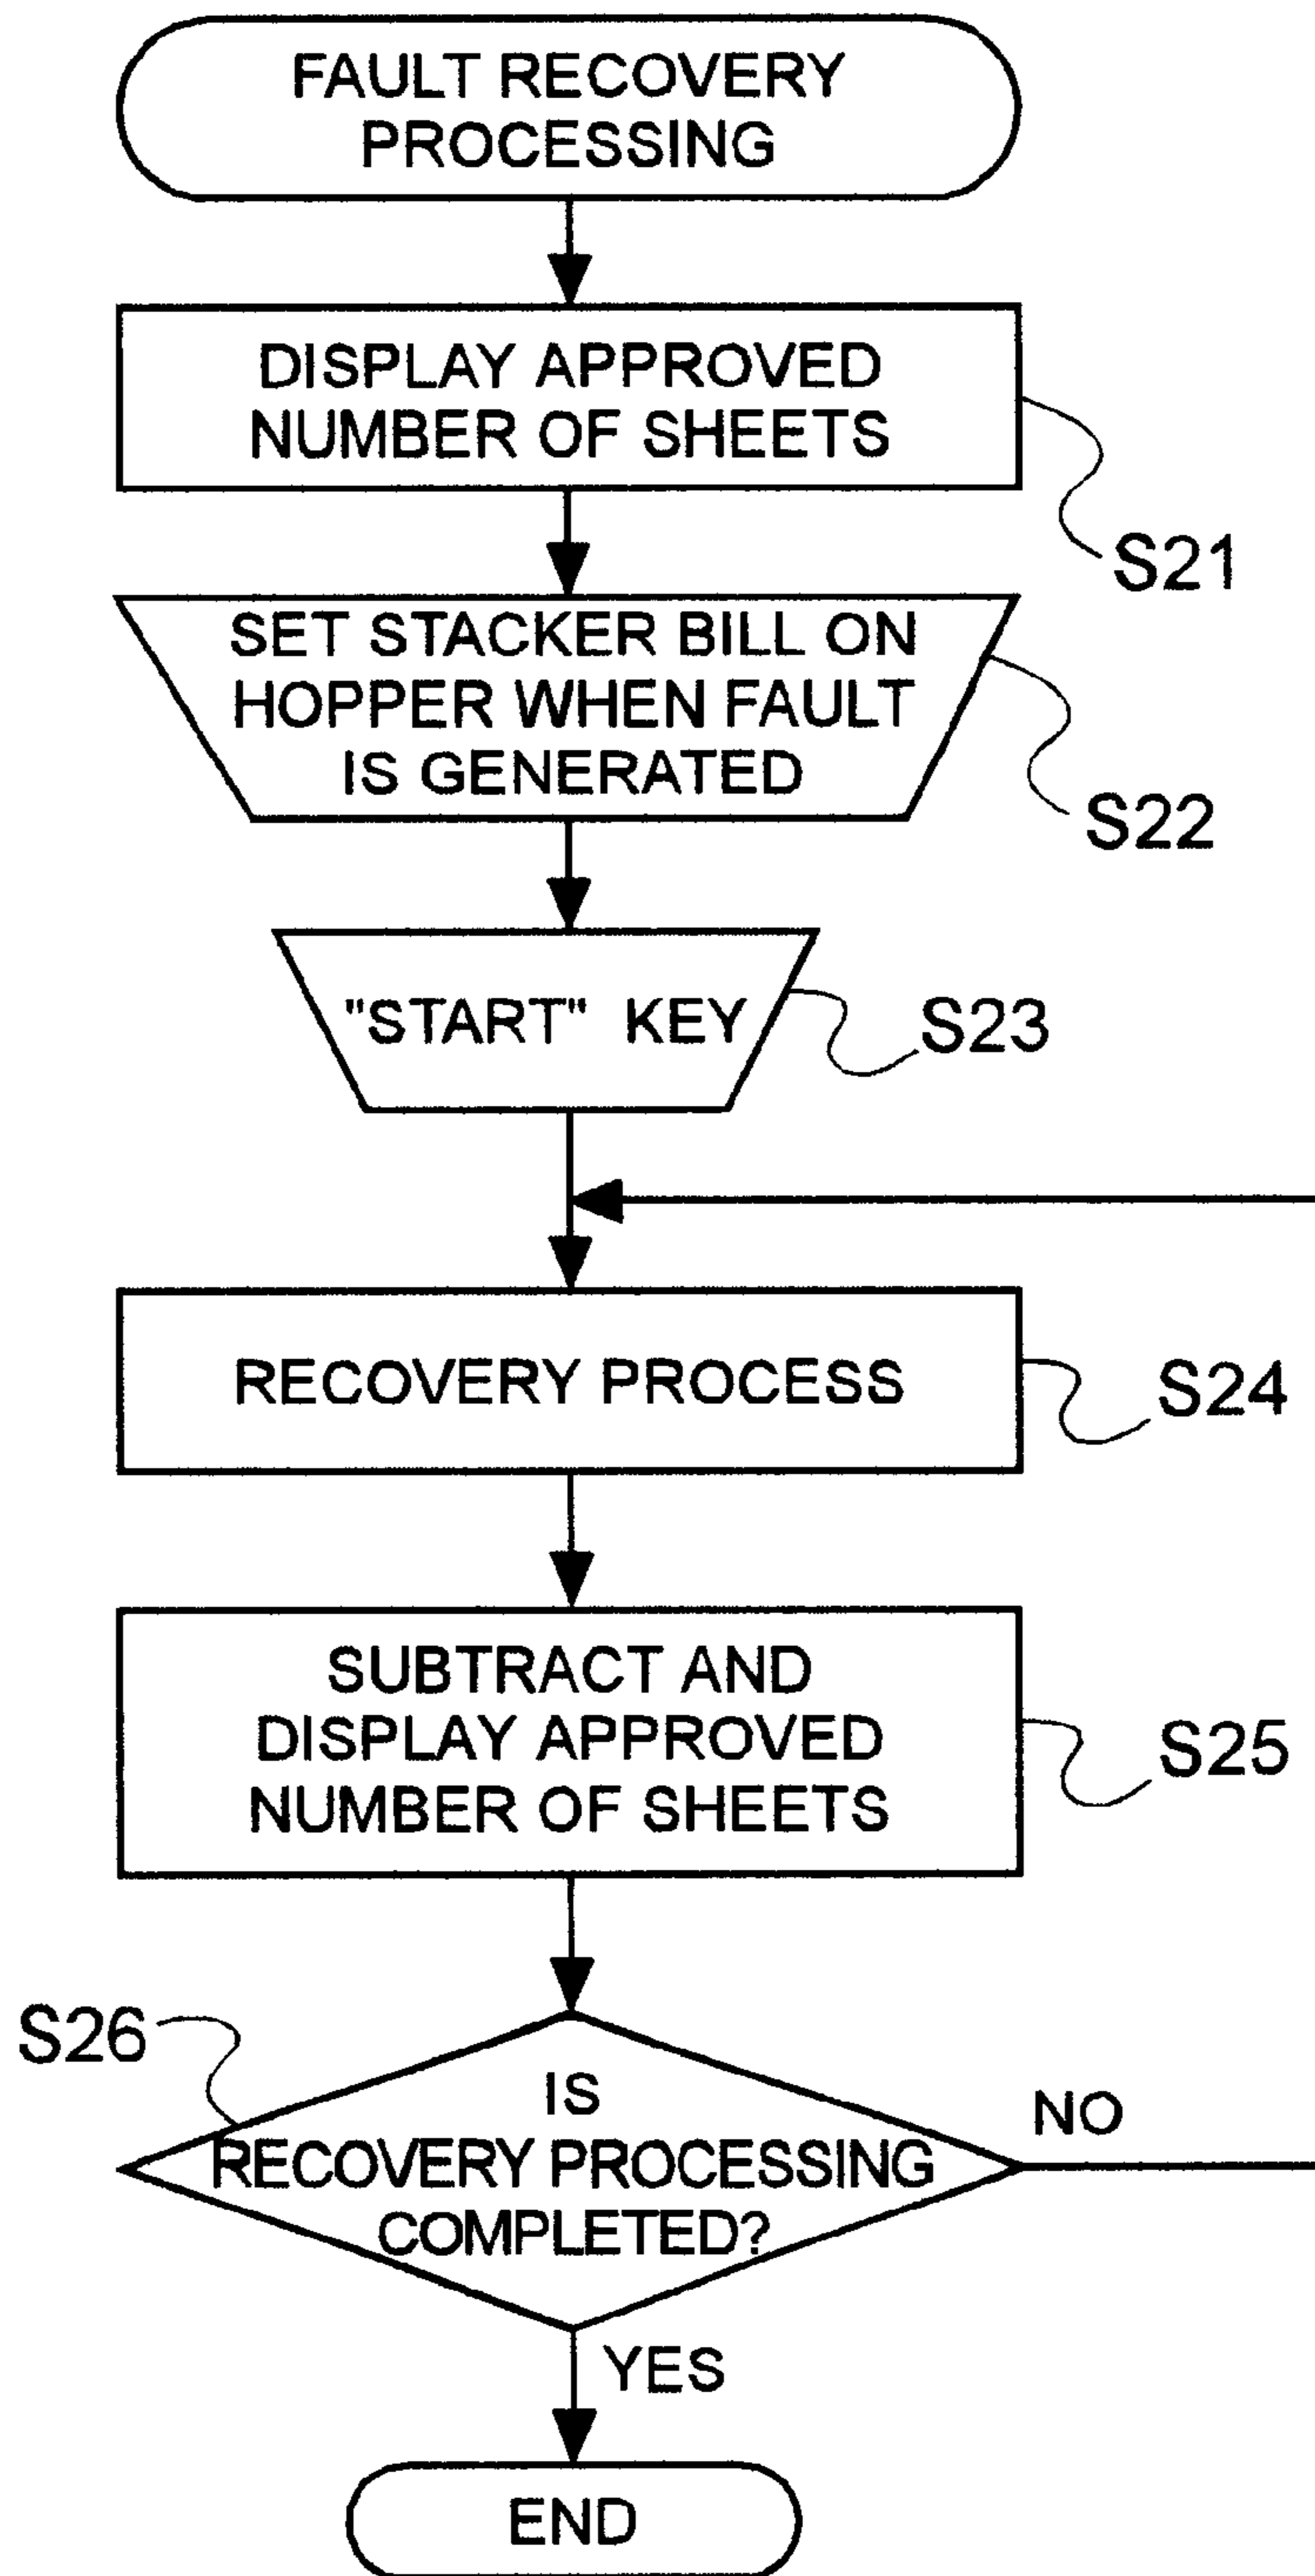 FAULT RECOVERY
PROCESSING
DISPLAY APPROVED
NUMBER OF SHEETS
S21
SET STACKER BILL ON
HOPPER WHEN FAULT
IS GENERATED
S22
"START" KEY
S23
RECOVERY PROCESS
S24
SUBTRACT AND
DISPLAY APPROVED
NUMBER OF SHEETS
S25
S26
IS
RECOVERY PROCESSING
COMPLETED?
NO
YES
END